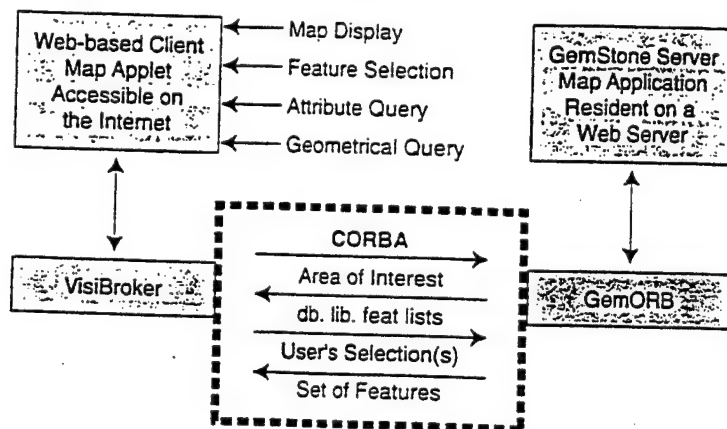 Web-based Client
Map Applet
Accessible on
the Internet
Map Display
Feature Selection
Attribute Query
Geometrical Query
GemStone Server
Map Application
Resident on a
Web Server
VisiBroker
CORBA
Area of Interest
db. lib. feat lists
User's Selection(s)
Set of Features
GemORB